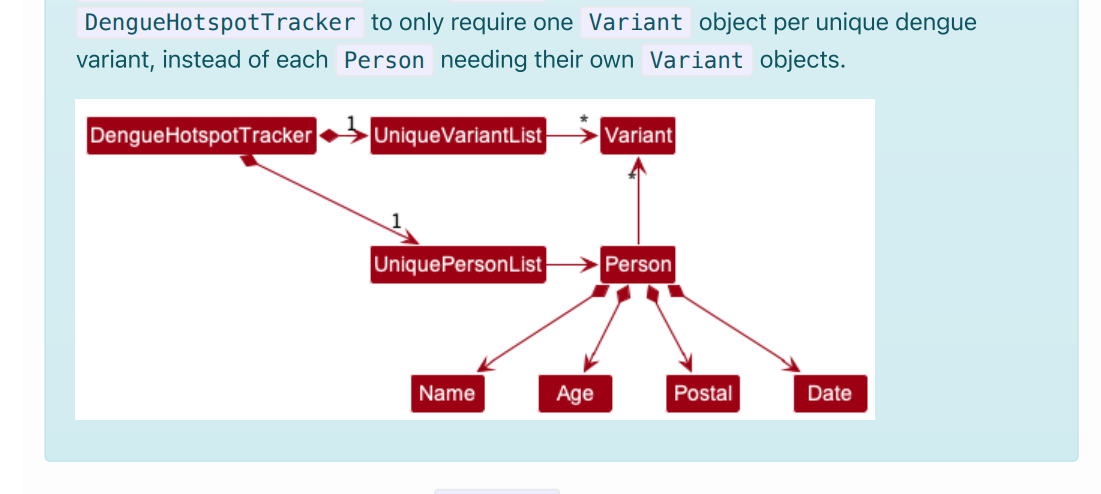 DengueHotspotTracker to only require one Variant object per unique dengue
variant, instead of each Person needing their own Variant objects.
DengueHotspotTracker 1 UniqueVariantList * Variant
*
1
UniquePersonList Person
Name Age Postal Date